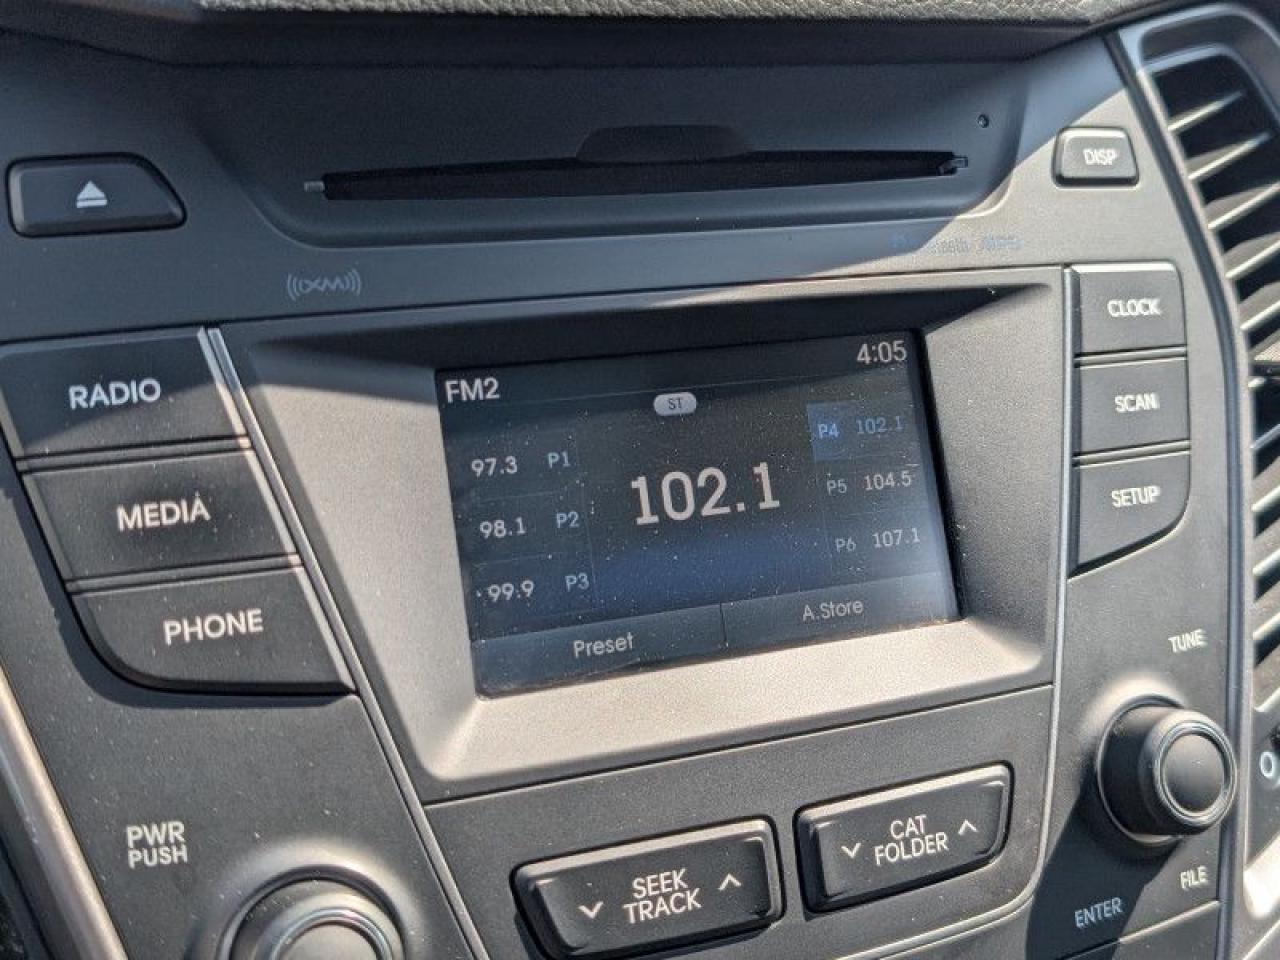 DISP
((XM))
Bluetooth
CLOCK
RADIO
SCAN
MEDIA
SETUP
PHONE
FM2
4:05
ST
97.3 P1
98.1 P2
99.9 P3
102.1
P4 102.1
P5 104.5
P6 107.1
Preset
A.Store
TUNE
PWR
PUSH
SEEK
TRACK
CAT
FOLDER
FILE
ENTER